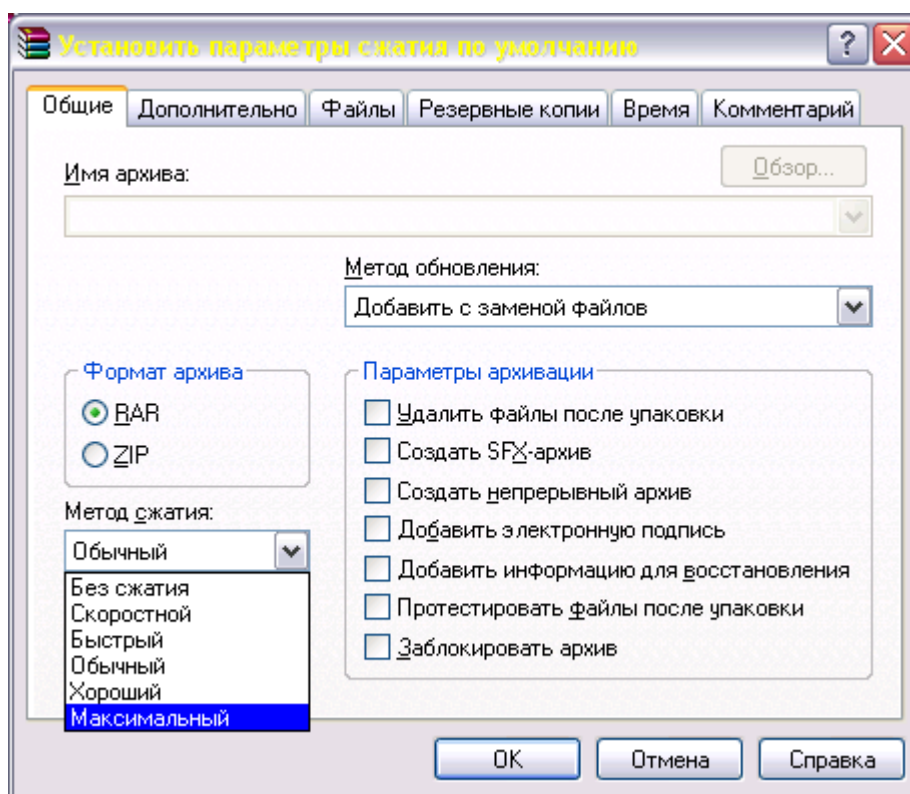 Установить параметры сжатия по умолчанию
Общие Дополнительно Файлы Резервные копии Время Комментарий
Имя архива:
Обзор...
Метод обновления:
Добавить с заменой файлов
Формат архива
RAR
ZIP
Метод сжатия:
Обычный
Без сжатия
Скоростной
Быстрый
Обычный
Хороший
Максимальный
Параметры архивации
Удалить файлы после упаковки
Создать SFX-архив
Создать непрерывный архив
Добавить электронную подпись
Добавить информацию для восстановления
Протестировать файлы после упаковки
Заблокировать архив
OK Отмена Справка